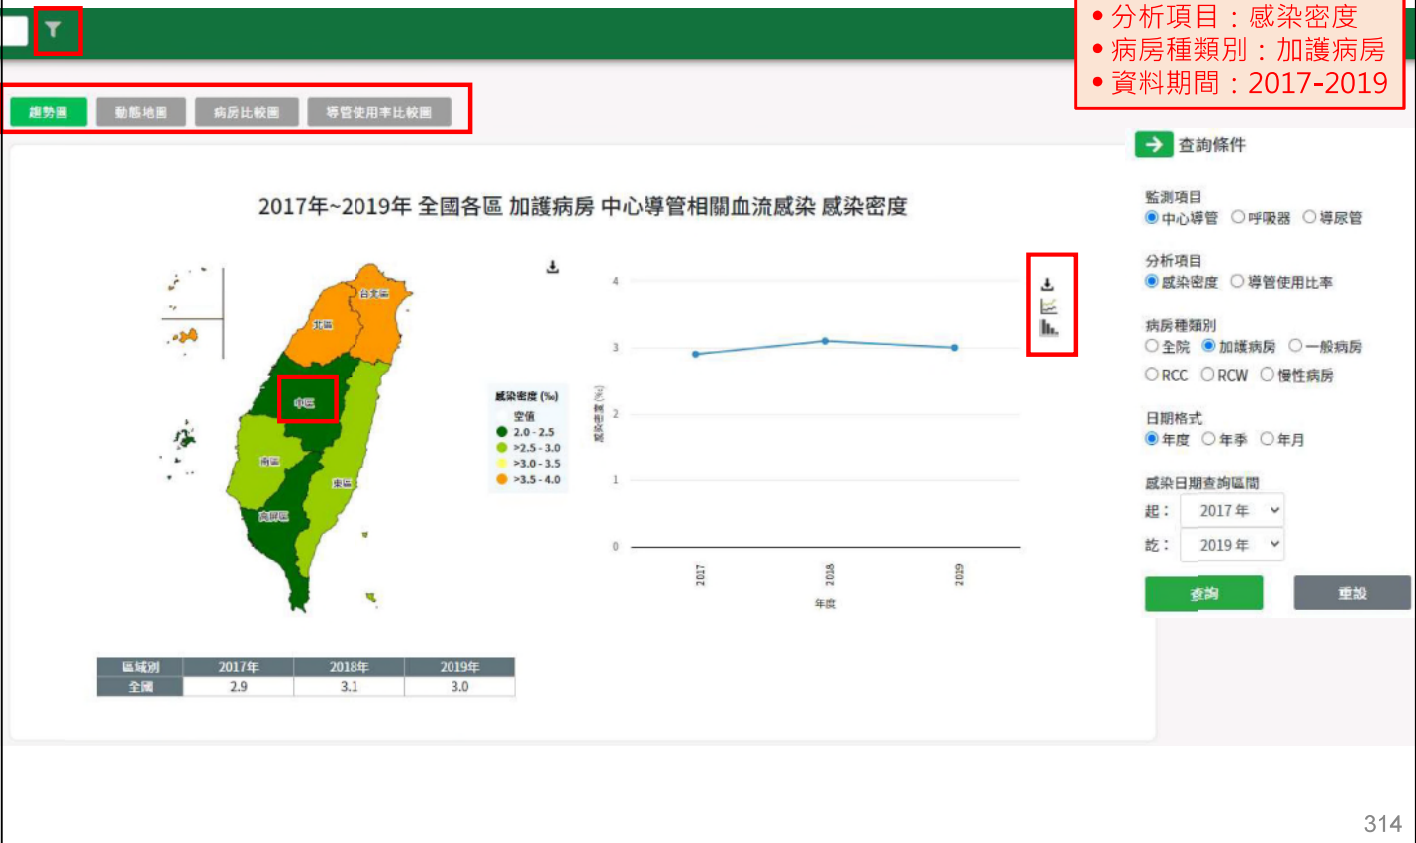 • 分析項目：感染密度
• 病房種類別：加護病房
• 資料期間：2017-2019
趨勢圖 動態地圖 病房比較圖 導管使用率比較圖
查詢條件
2017年~2019年 全國各區 加護病房 中心導管相關血流感染 感染密度
監測項目
中心導管 呼吸器 導尿管
分析項目
感染密度 導管使用比率
病房種類別
全院 加護病房 一般病房
RCC RCW 慢性病房
日期格式
年度 年季 年月
感染日期查詢區間
起： 2017 年
訖： 2019 年
查詢 重設
台北區
北區
中區
南區
東區
高屏區
感染密度 (‰)
空值
2.0 - 2.5
>2.5 - 3.0
>3.0 - 3.5
>3.5 - 4.0
感染密度 (‰)
4
3
2
1
0
2017 2018 2019
年度
區域別 2017年 2018年 2019年
全國 2.9 3.1 3.0
314